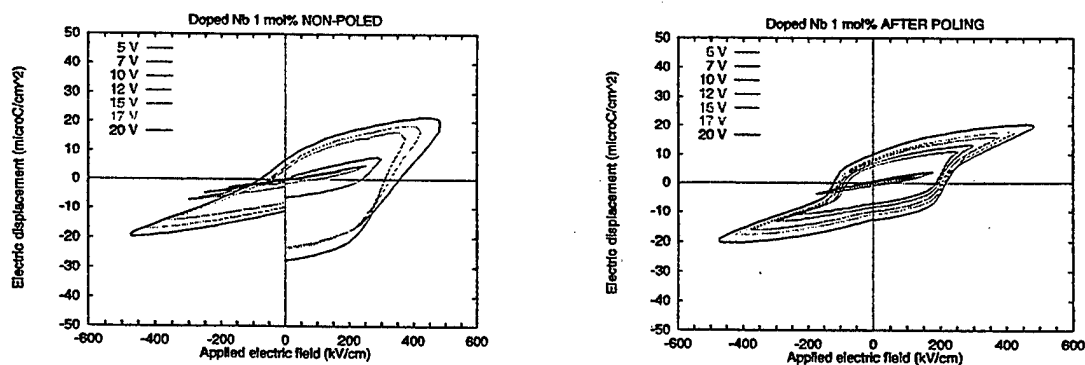 Doped Nb 1 mol% NON-POLED
50
40
30
20
10
0
-10
-20
-30
-40
-50
Electric displacement (microC/cm^2)
5 V
7 V
10 V
12 V
15 V
17 V
20 V
-600
-400
-200
0
200
400
600
Applied electric field (kV/cm)
Doped Nb 1 mol% AFTER POLING
50
40
30
20
10
0
-10
-20
-30
-40
-50
Electric displacement (microC/cm^2)
6 V
7 V
10 V
12 V
15 V
17 V
20 V
-600
-400
-200
0
200
400
600
Applied electric field (kV/cm)